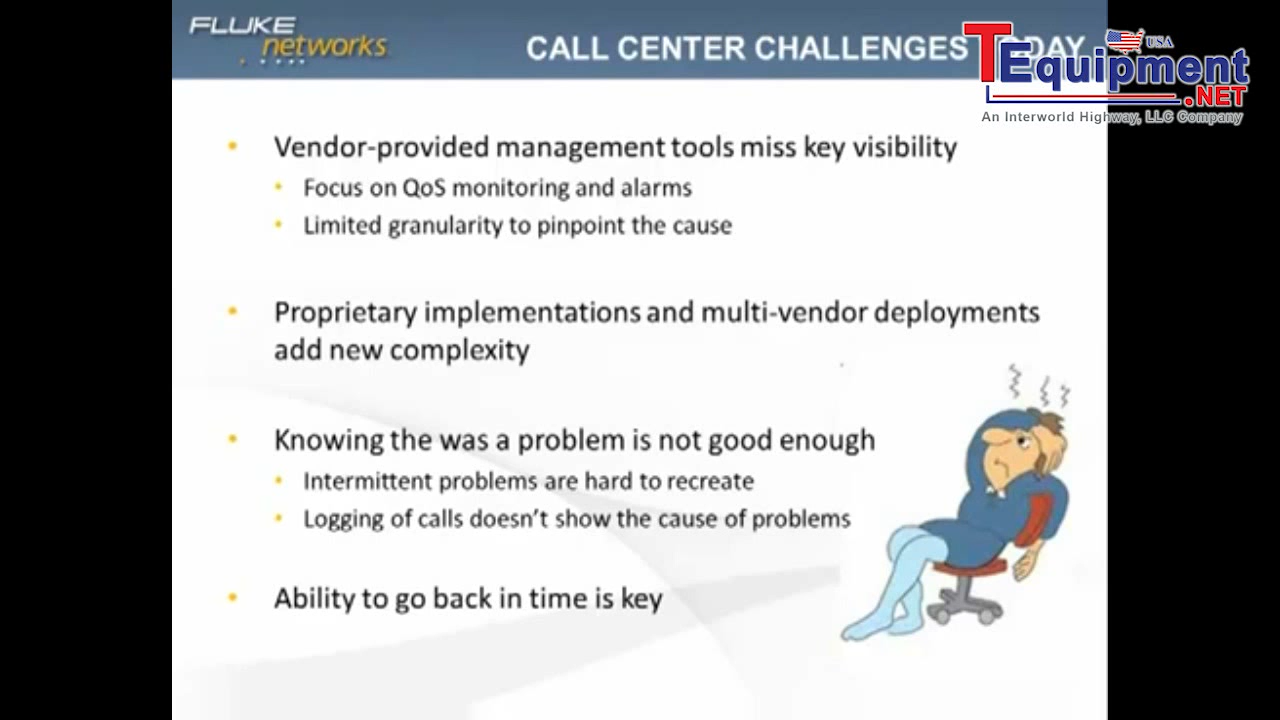 FLUKE
networks
CALL CENTER CHALLENGES TODAY
TEquipment
USA
.NET
An Interworld Highway, LLC Company
• Vendor-provided management tools miss key visibility
• Focus on QoS monitoring and alarms
• Limited granularity to pinpoint the cause
• Proprietary implementations and multi-vendor deployments
add new complexity
• Knowing the was a problem is not good enough
• Intermittent problems are hard to recreate
• Logging of calls doesn't show the cause of problems
• Ability to go back in time is key